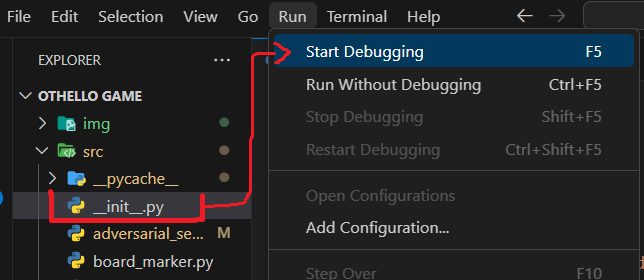 File Edit Selection View Go Run Terminal Help
EXPLORER ...
OTHELLO GAME
img
src
__pycache__
__init__.py
adversarial_se... M
board_marker.py
Start Debugging F5
Run Without Debugging Ctrl+F5
Stop Debugging Shift+F5
Restart Debugging Ctrl+Shift+F5
Open Configurations
Add Configuration...
Step Over F10